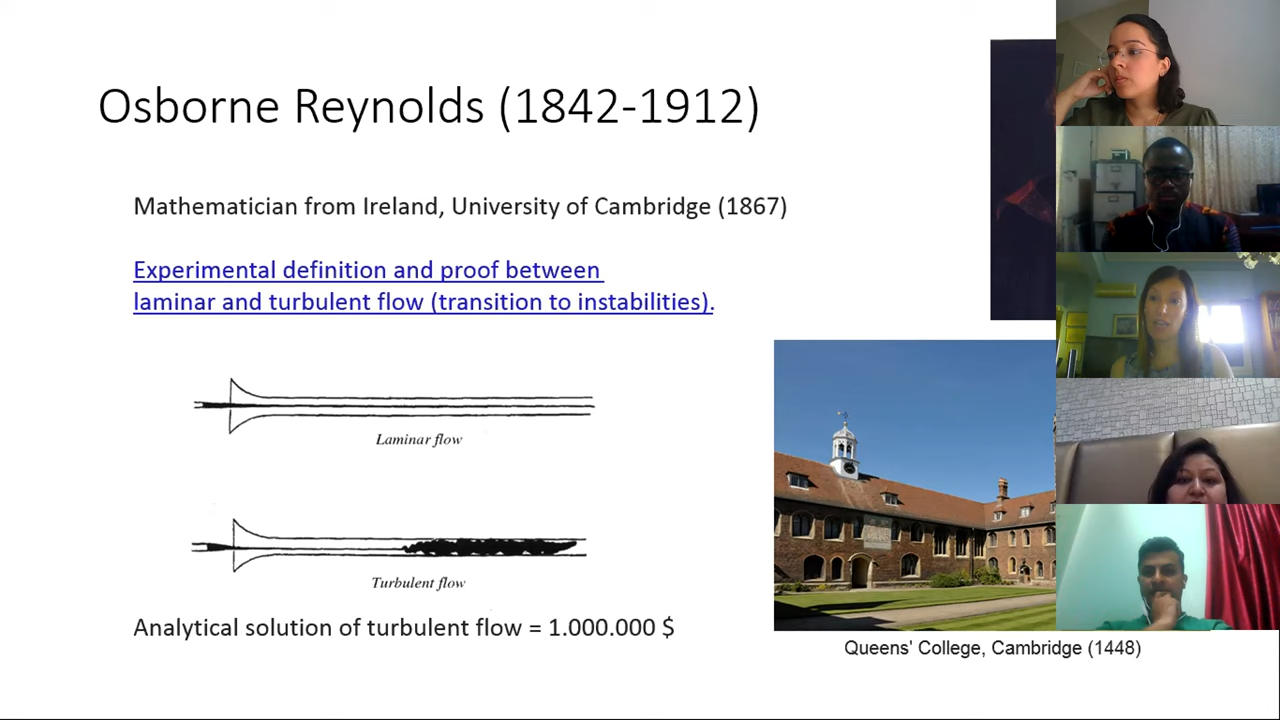 Osborne Reynolds (1842-1912)
Mathematician from Ireland, University of Cambridge (1867)
Experimental definition and proof between
laminar and turbulent flow (transition to instabilities).
Laminar flow
Turbulent flow
Analytical solution of turbulent flow = 1.000.000 $
Queens' College, Cambridge (1448)